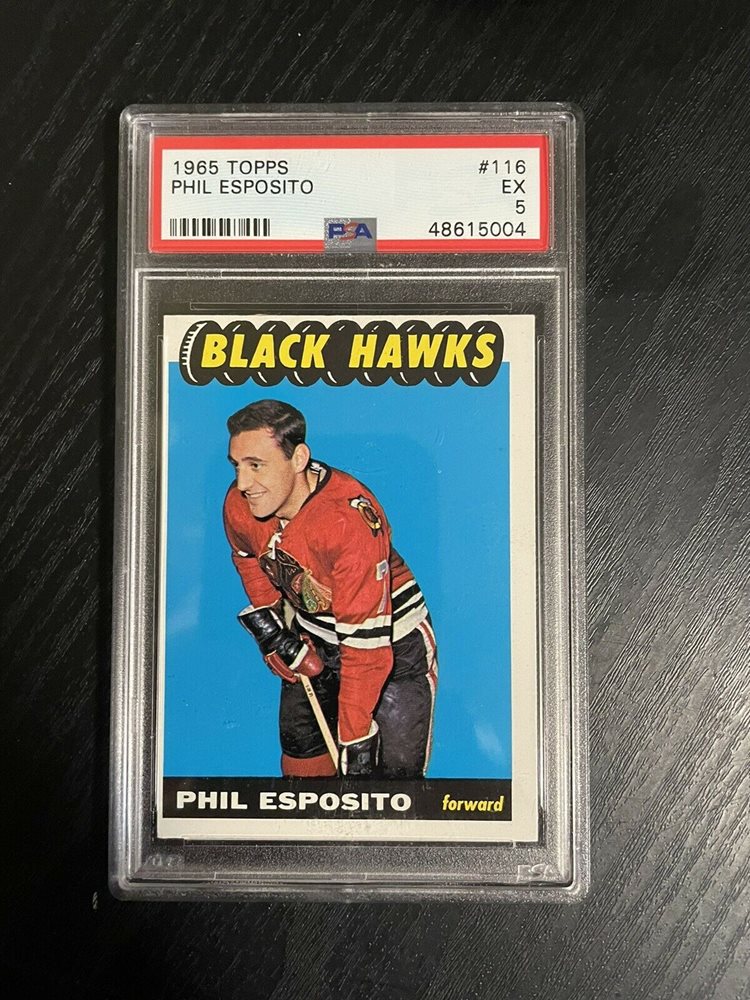 1965 TOPPS #116
PHIL ESPOSITO EX
5
PSA 48615004
BLACK HAWKS
PHIL ESPOSITO forward